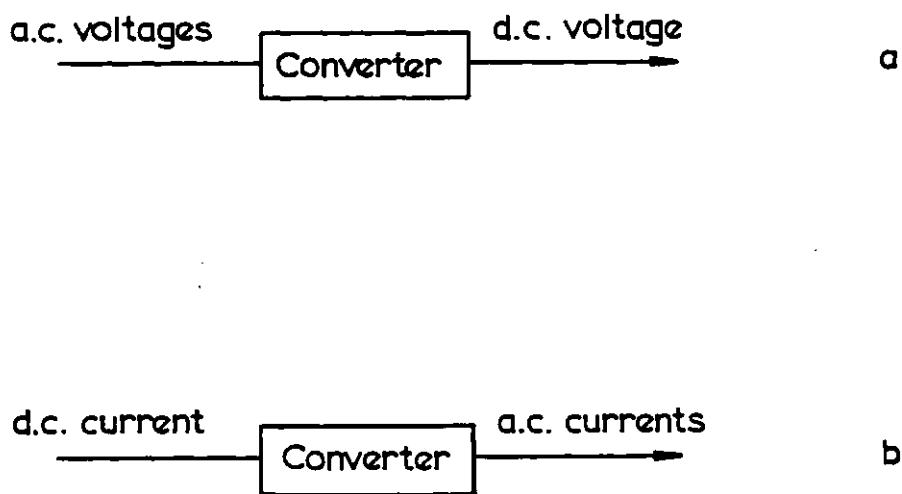 a.c. voltages
Converter
d.c. voltage
a
d.c. current
Converter
a.c. currents
b